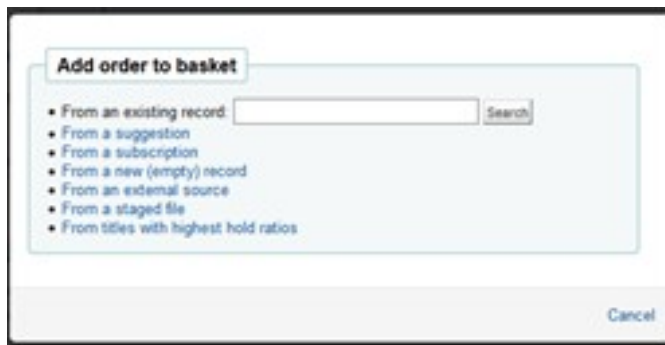 Add order to basket
• From an existing record: Search
• From a suggestion
• From a subscription
• From a new (empty) record
• From an external source
• From a staged file
• From titles with highest hold ratios
Cancel